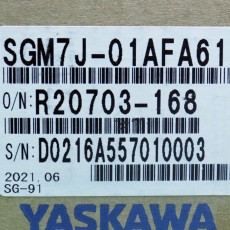 SGM7J-01AFA61
O/N: R20703-168
S/N: D0216A557010003
2021.06
SG-91
YASKAWA